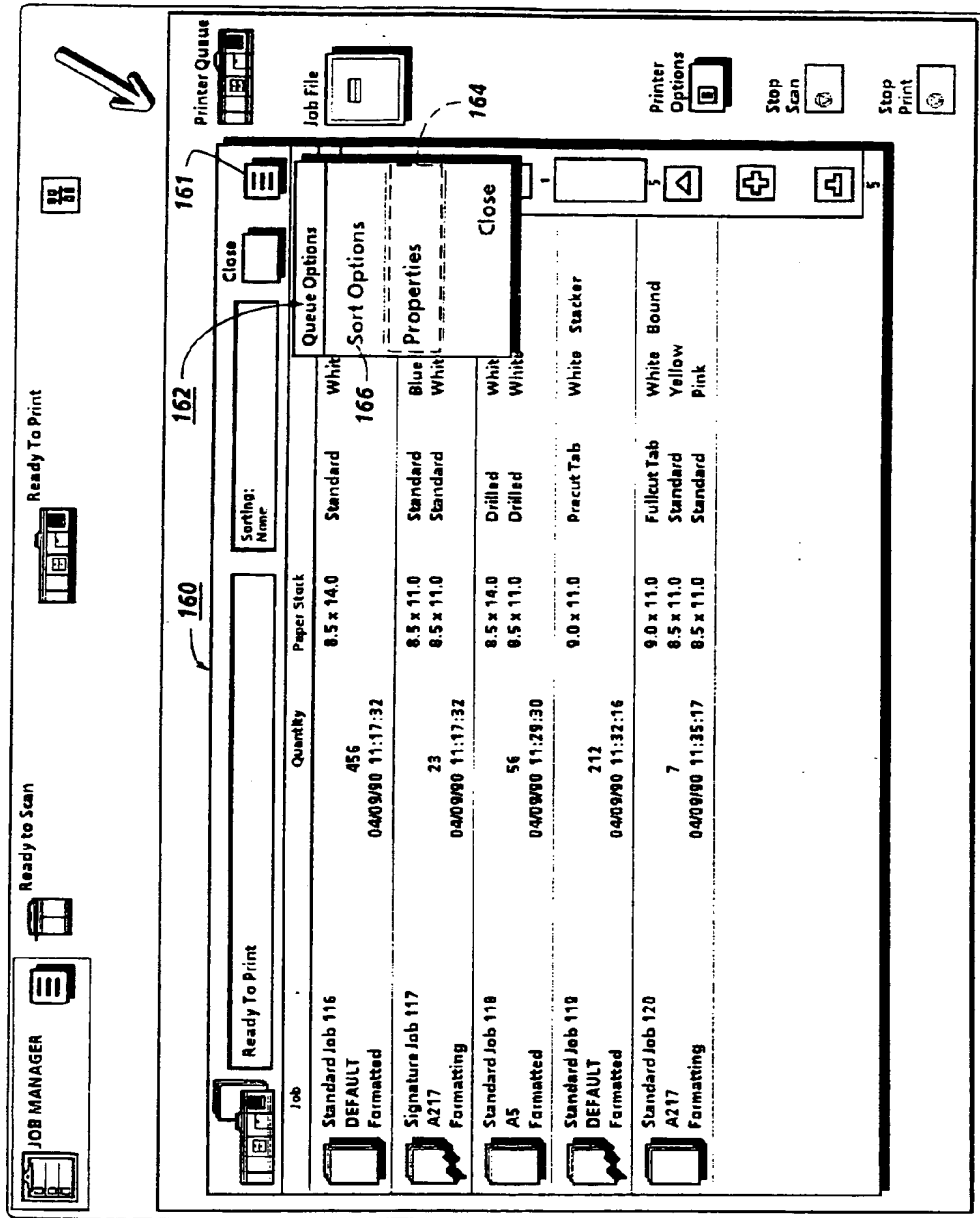 JOB MANAGER
Ready to Scan
Ready To Print
Printer Queue
Job File
Printer Options
Stop Scan
Stop Print
160
162
161
Ready To Print
Sorting: None
Close
Job Quantity Paper Stock
Standard Job 116 8.5 x 14.0 Standard Whit
DEFAULT 456
Formatted 04/09/90 11:17:32
Signature Job 117 8.5 x 11.0 Standard Blue
A217 23 8.5 x 11.0 Standard Whit
Formatting 04/09/90 11:17:32
Standard Job 118 8.5 x 14.0 Drilled Whit
A5 56 8.5 x 11.0 Drilled White
Formatted 04/09/90 11:29:30
Standard Job 119 9.0 x 11.0 Precut Tab White Stacker
DEFAULT 212
Formatted 04/09/90 11:32:16
Standard Job 120 9.0 x 11.0 Fullcut Tab White Bound
A217 7 8.5 x 11.0 Standard Yellow
Formatting 04/09/90 11:35:17 8.5 x 11.0 Standard Pink
Queue Options
Sort Options
Properties
Close
166
164
1
5
5